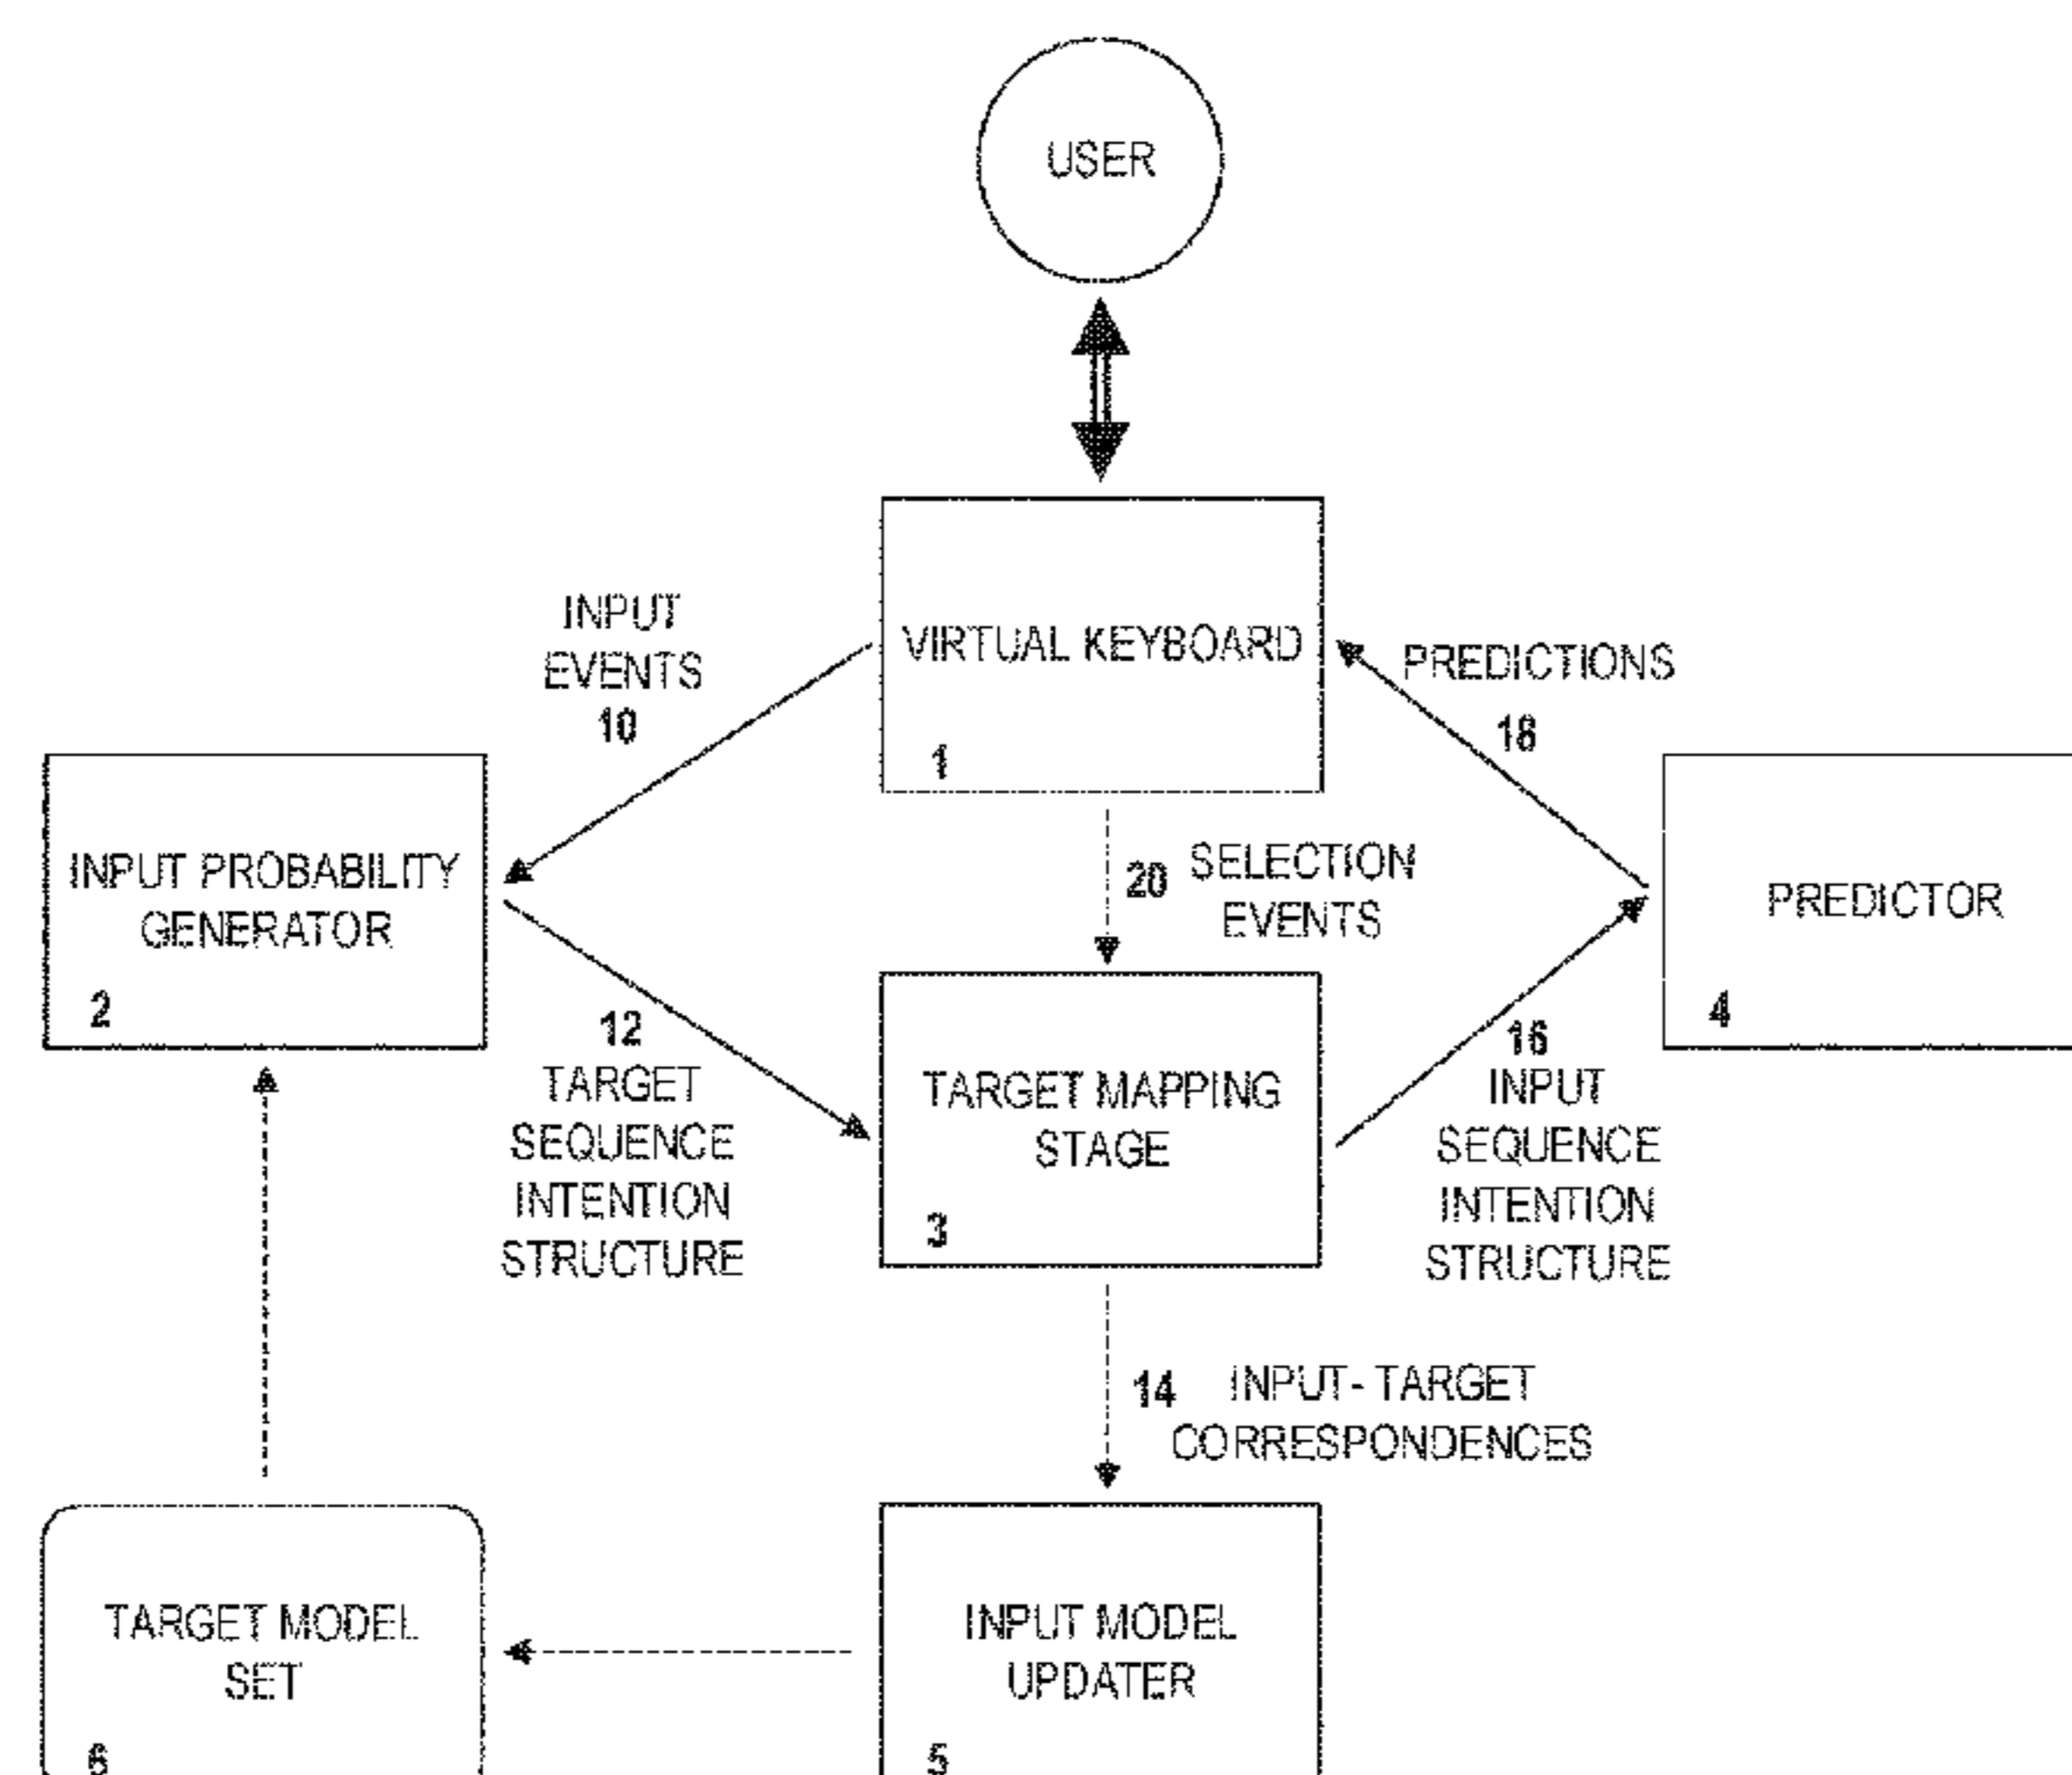 USER
INPUT
EVENTS
10
VIRTUAL KEYBOARD
1
PREDICTIONS
18
INPUT PROBABILITY
GENERATOR
2
20
SELECTION
EVENTS
PREDICTOR
4
12
TARGET
SEQUENCE
INTENTION
STRUCTURE
TARGET MAPPING
STAGE
3
16
INPUT
SEQUENCE
INTENTION
STRUCTURE
14
INPUT- TARGET
CORRESPONDENCES
TARGET MODEL
SET
6
INPUT MODEL
UPDATER
5